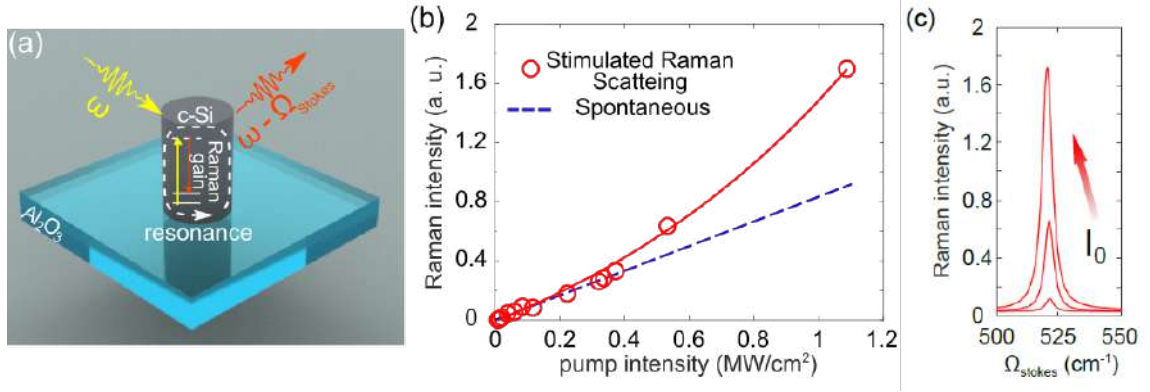 (a)
ω
ω - Ω_Stokes
c-Si
Raman
gain
Al₂O₃
resonance
(b)
Raman intensity (a. u.)
2
1.6
1.2
0.8
0.4
0
Stimulated Raman
Scatteing
Spontaneous
0
0.2
0.4
0.6
0.8
1
1.2
pump intensity (MW/cm²)
(c)
Raman intensity (a.u.)
2
1.6
1.2
0.8
0.4
0
I₀
500
525
550
Ω_stokes (cm⁻¹)